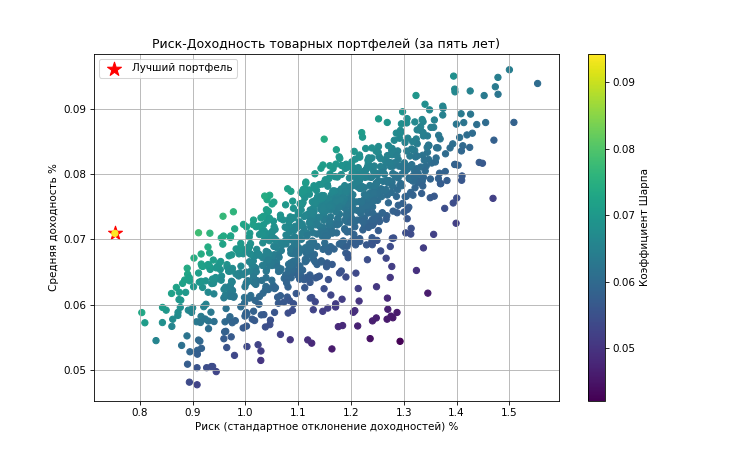 Риск-Доходность товарных портфелей (за пять лет)
Лучший портфель
Средняя доходность %
0.09
0.08
0.07
0.06
0.05
0.8 0.9 1.0 1.1 1.2 1.3 1.4 1.5
Риск (стандартное отклонение доходностей) %
0.09
0.08
0.07
0.06
0.05
Коэффициент Шарпа